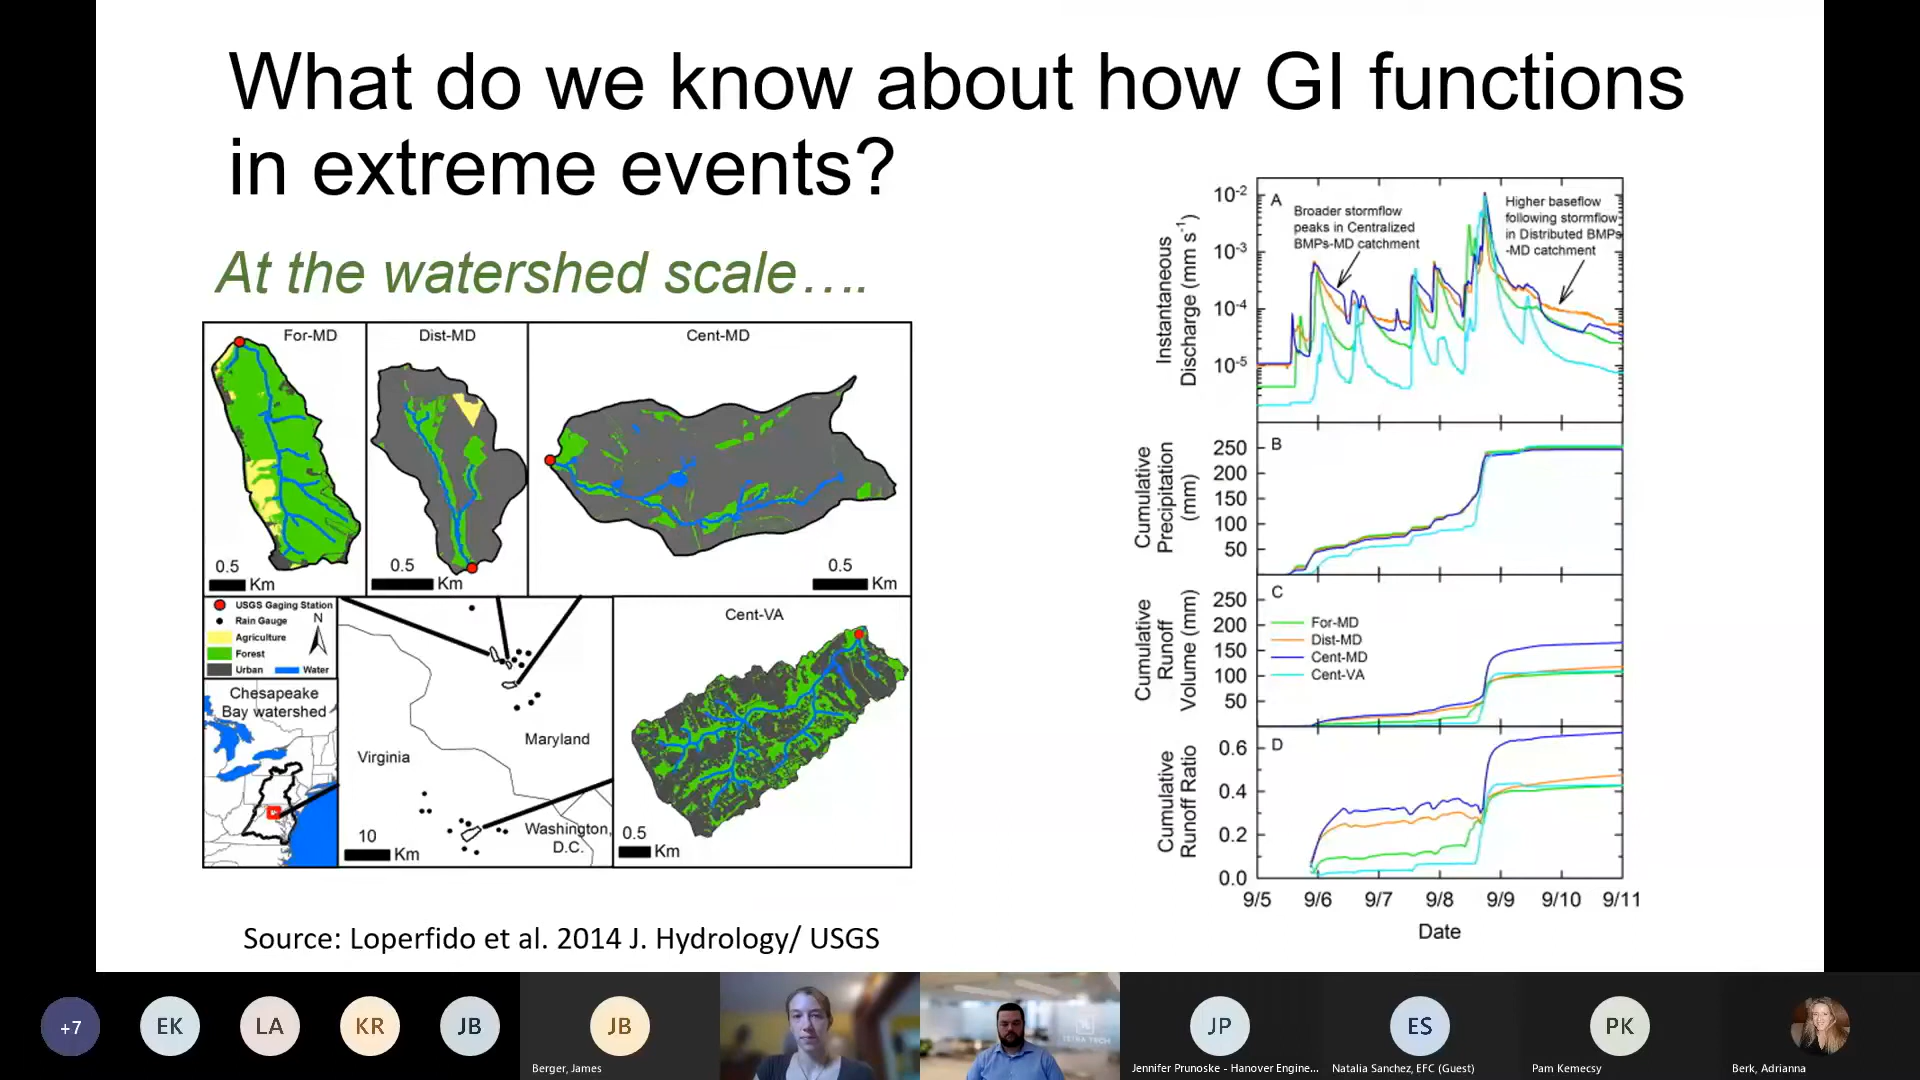 What do we know about how GI functions
in extreme events?
At the watershed scale….
For-MD
Dist-MD
Cent-MD
0.5
Km
0.5
Km
0.5
Km
USGS Gaging Station
Rain Gauge
N
Agriculture
Forest
Urban
Water
Chesapeake
Bay watershed
Virginia
Maryland
Washington,
D.C.
10
Km
Cent-VA
0.5
Km
Source: Loperfido et al. 2014 J. Hydrology/ USGS
Instantaneous
Discharge (mm s-1)
10-2
10-3
10-4
10-5
A
Broader stormflow
peaks in Centralized
BMPs-MD catchment
Higher baseflow
following stormflow
in Distributed BMPs
-MD catchment
Cumulative
Precipitation
(mm)
250
200
150
100
50
B
Cumulative
Runoff
Volume (mm)
250
200
150
100
50
C
For-MD
Dist-MD
Cent-MD
Cent-VA
Cumulative
Runoff Ratio
0.6
0.4
0.2
0.0
D
9/5 9/6 9/7 9/8 9/9 9/10 9/11
Date
+7
EK
LA
KR
JB
JB
Berger, James
TETRA TECH
JP
Jennifer Prunoske - Hanover Engine...
ES
Natalia Sanchez, EFC (Guest)
PK
Pam Kemecsy
Berk, Adrianna